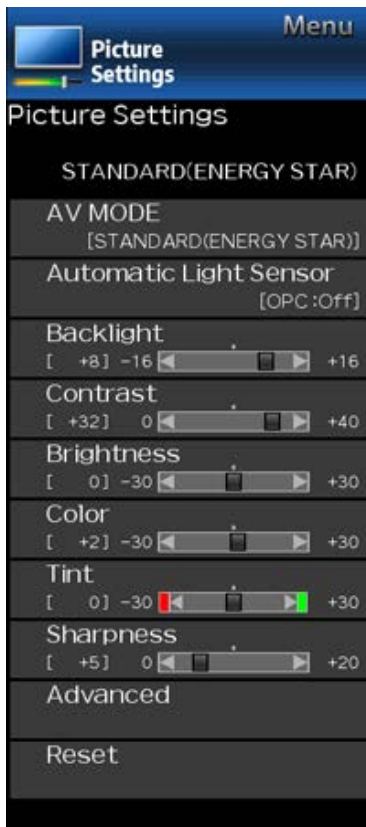 Menu
Picture
Settings
Picture Settings
STANDARD(ENERGY STAR)
AV MODE
[STANDARD(ENERGY STAR)]
Automatic Light Sensor
[OPC:Off]
Backlight
[ +8] -16 +16
Contrast
[ +32] 0 +40
Brightness
[ 0] -30 +30
Color
[ +2] -30 +30
Tint
[ 0] -30 +30
Sharpness
[ +5] 0 +20
Advanced
Reset